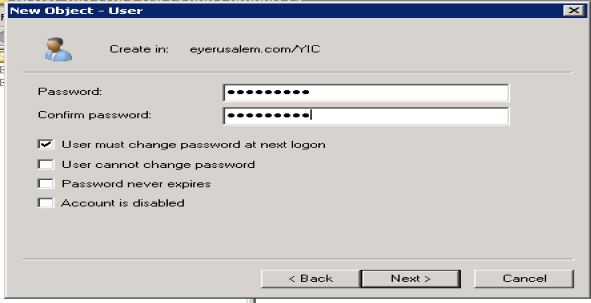 New Object - User
Create in: eyerusalem.com/YIC
Password: ●●●●●●●●●
Confirm password: ●●●●●●●●●
User must change password at next logon
User cannot change password
Password never expires
Account is disabled
< Back Next > Cancel